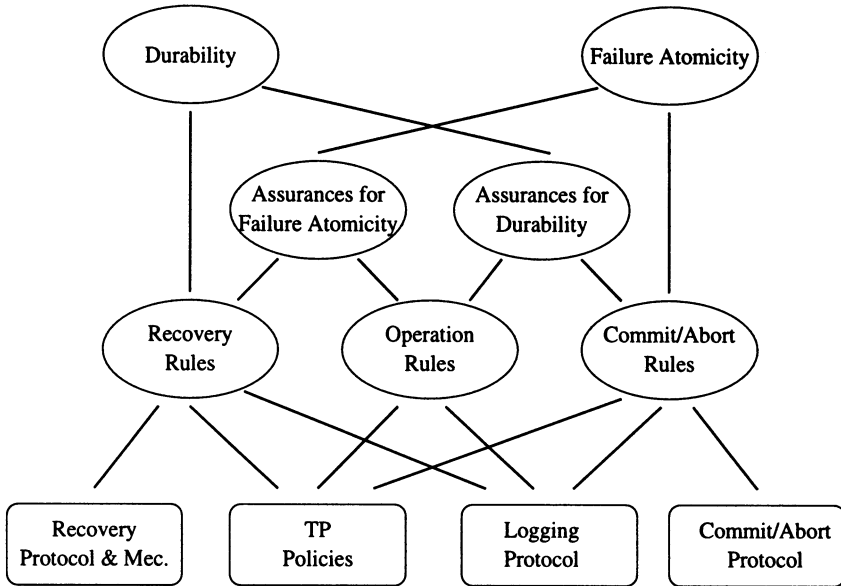 Durability
Failure Atomicity
Assurances for
Failure Atomicity
Assurances for
Durability
Recovery
Rules
Operation
Rules
Commit/Abort
Rules
Recovery
Protocol & Mec.
TP
Policies
Logging
Protocol
Commit/Abort
Protocol